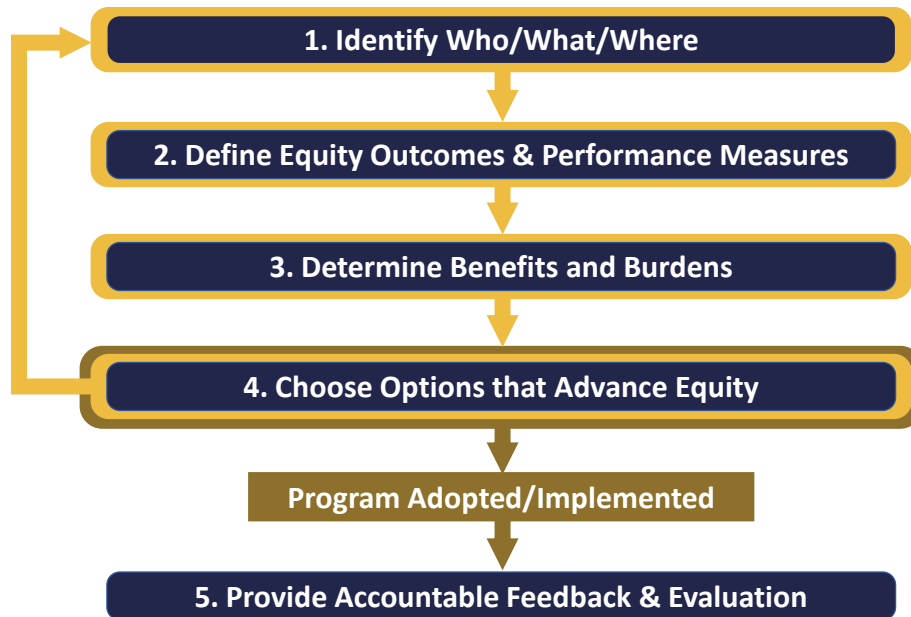 1. Identify Who/What/Where
2. Define Equity Outcomes & Performance Measures
3. Determine Benefits and Burdens
4. Choose Options that Advance Equity
Program Adopted/Implemented
5. Provide Accountable Feedback & Evaluation